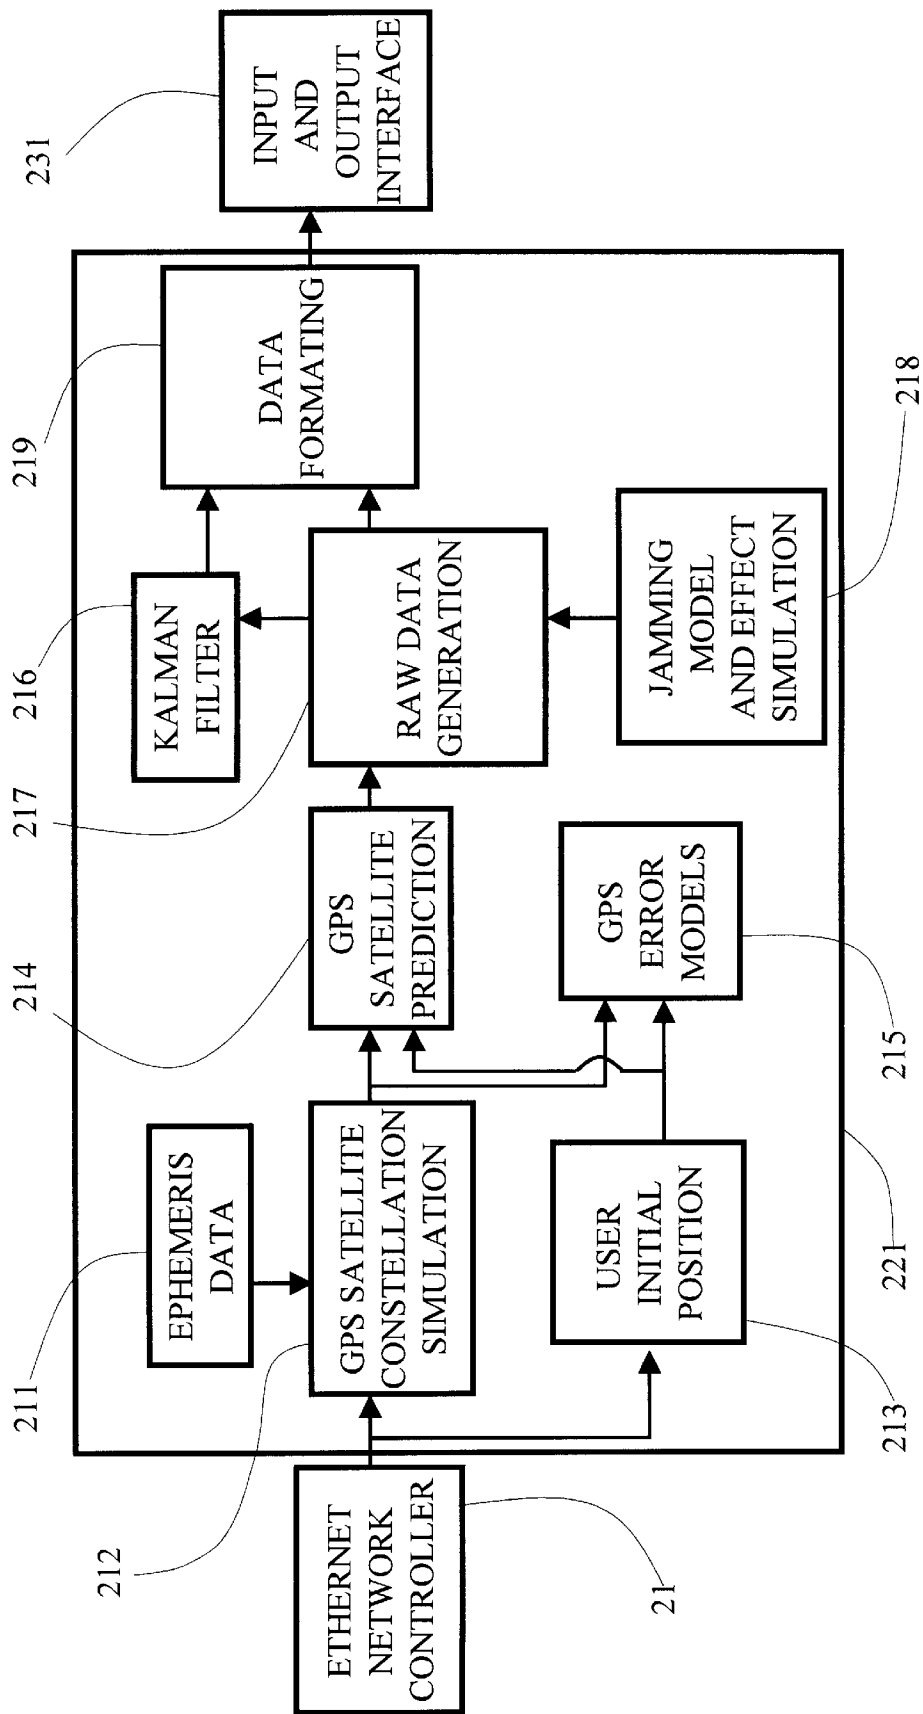 211
EPHEMERIS
DATA
214
217
216
KALMAN
FILTER
219
DATA
FORMATING
231
INPUT
AND
OUTPUT
INTERFACE
212
ETHERNET
NETWORK
CONTROLLER
21
GPS SATELLITE
CONSTELLATION
SIMULATION
GPS
SATELLITE
PREDICTION
RAW DATA
GENERATION
USER
INITIAL
POSITION
213
GPS
ERROR
MODELS
215
JAMMING
MODEL
AND EFFECT
SIMULATION
218
221